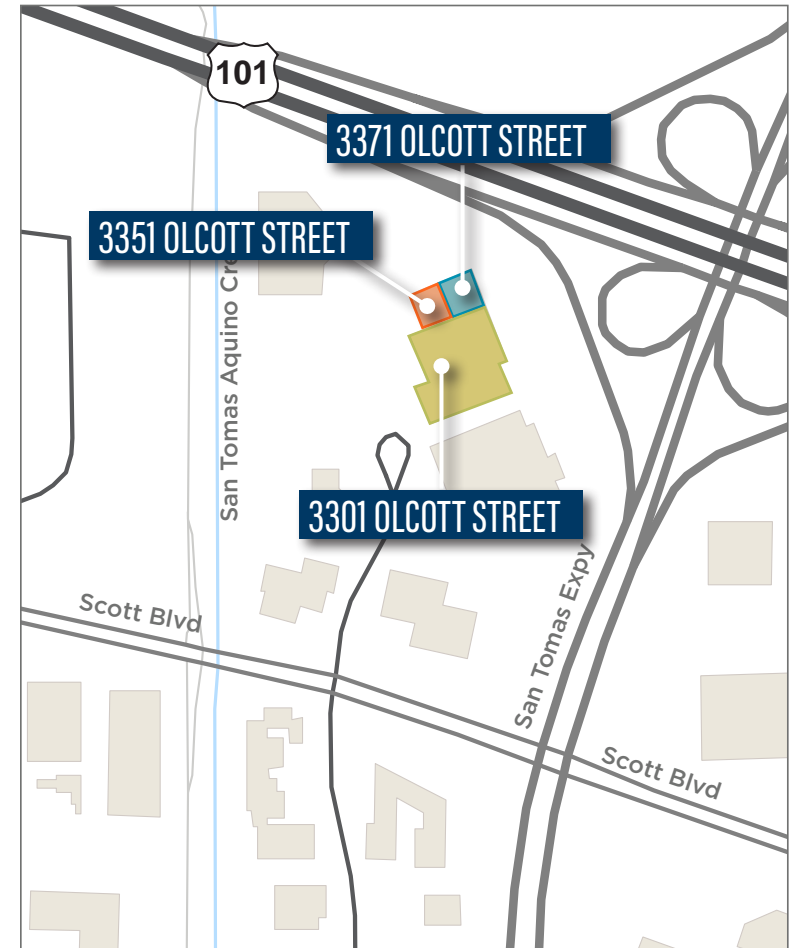 101
3371 OLCOTT STREET
3351 OLCOTT STREET
San Tomas Aquino Cre
3301 OLCOTT STREET
San Tomas Expy
Scott Blvd
Scott Blvd